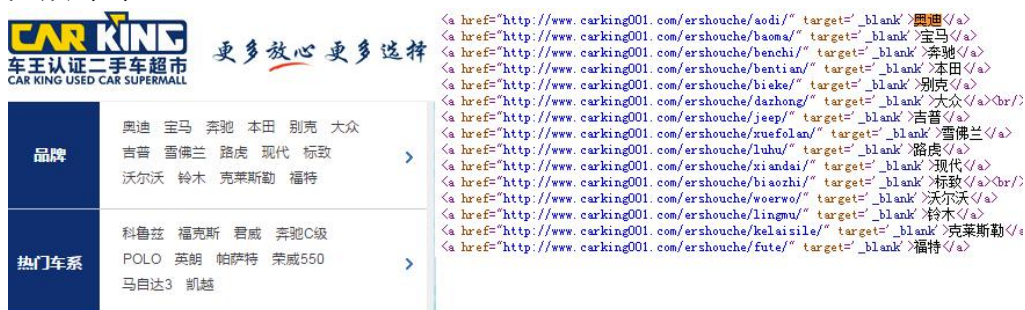 CAR KING
车王认证二手车超市
CAR KING USED CAR SUPERMALL
更多放心 更多选择
品牌
奥迪 宝马 奔驰 本田 别克 大众
吉普 雪佛兰 路虎 现代 标致
沃尔沃 铃木 克莱斯勒 福特
热门车系
科鲁兹 福克斯 君威 奔驰C级
POLO 英朗 帕萨特 荣威550
马自达3 凯越
<a href="http://www.carking001.com/ershouche/aodi/" target='_blank'>奥迪</a>
<a href="http://www.carking001.com/ershouche/baoma/" target='_blank'>宝马</a>
<a href="http://www.carking001.com/ershouche/benchi/" target='_blank'>奔驰</a>
<a href="http://www.carking001.com/ershouche/bentian/" target='_blank'>本田</a>
<a href="http://www.carking001.com/ershouche/bieke/" target='_blank'>别克</a>
<a href="http://www.carking001.com/ershouche/dazhong/" target='_blank'>大众</a><br/>
<a href="http://www.carking001.com/ershouche/jeep/" target='_blank'>吉普</a>
<a href="http://www.carking001.com/ershouche/xuefolan/" target='_blank'>雪佛兰</a>
<a href="http://www.carking001.com/ershouche/luhu/" target='_blank'>路虎</a>
<a href="http://www.carking001.com/ershouche/xiandai/" target='_blank'>现代</a>
<a href="http://www.carking001.com/ershouche/biaozhi/" target='_blank'>标致</a><br/>
<a href="http://www.carking001.com/ershouche/woerwo/" target='_blank'>沃尔沃</a>
<a href="http://www.carking001.com/ershouche/lingmu/" target='_blank'>铃木</a>
<a href="http://www.carking001.com/ershouche/kelaisile/" target='_blank'>克莱斯勒</a
<a href="http://www.carking001.com/ershouche/fute/" target='_blank'>福特</a>